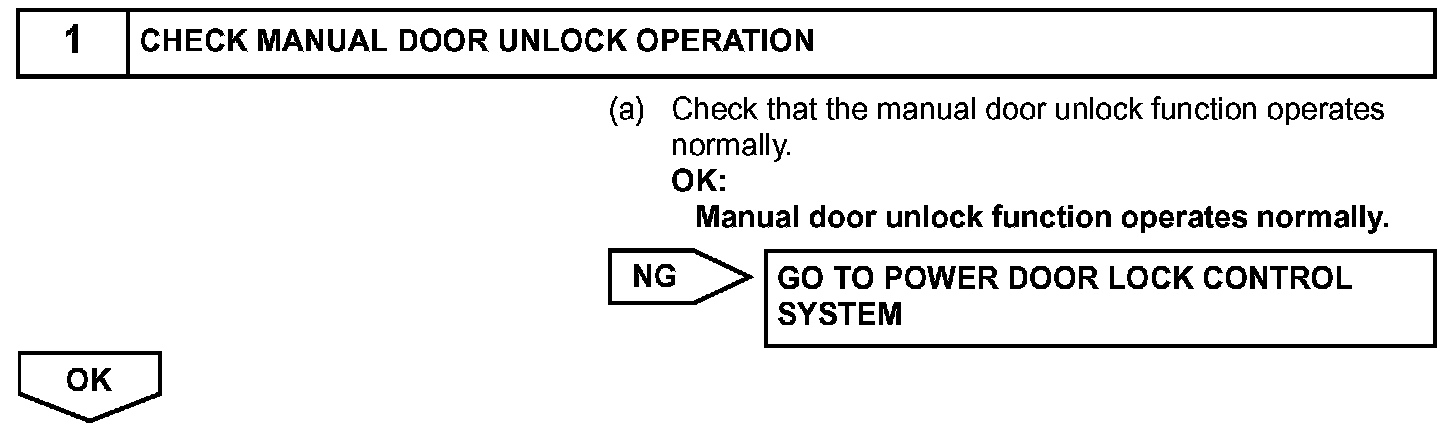 1 CHECK MANUAL DOOR UNLOCK OPERATION
(a) Check that the manual door unlock function operates
normally.
OK:
Manual door unlock function operates normally.
NG
GO TO POWER DOOR LOCK CONTROL
SYSTEM
OK